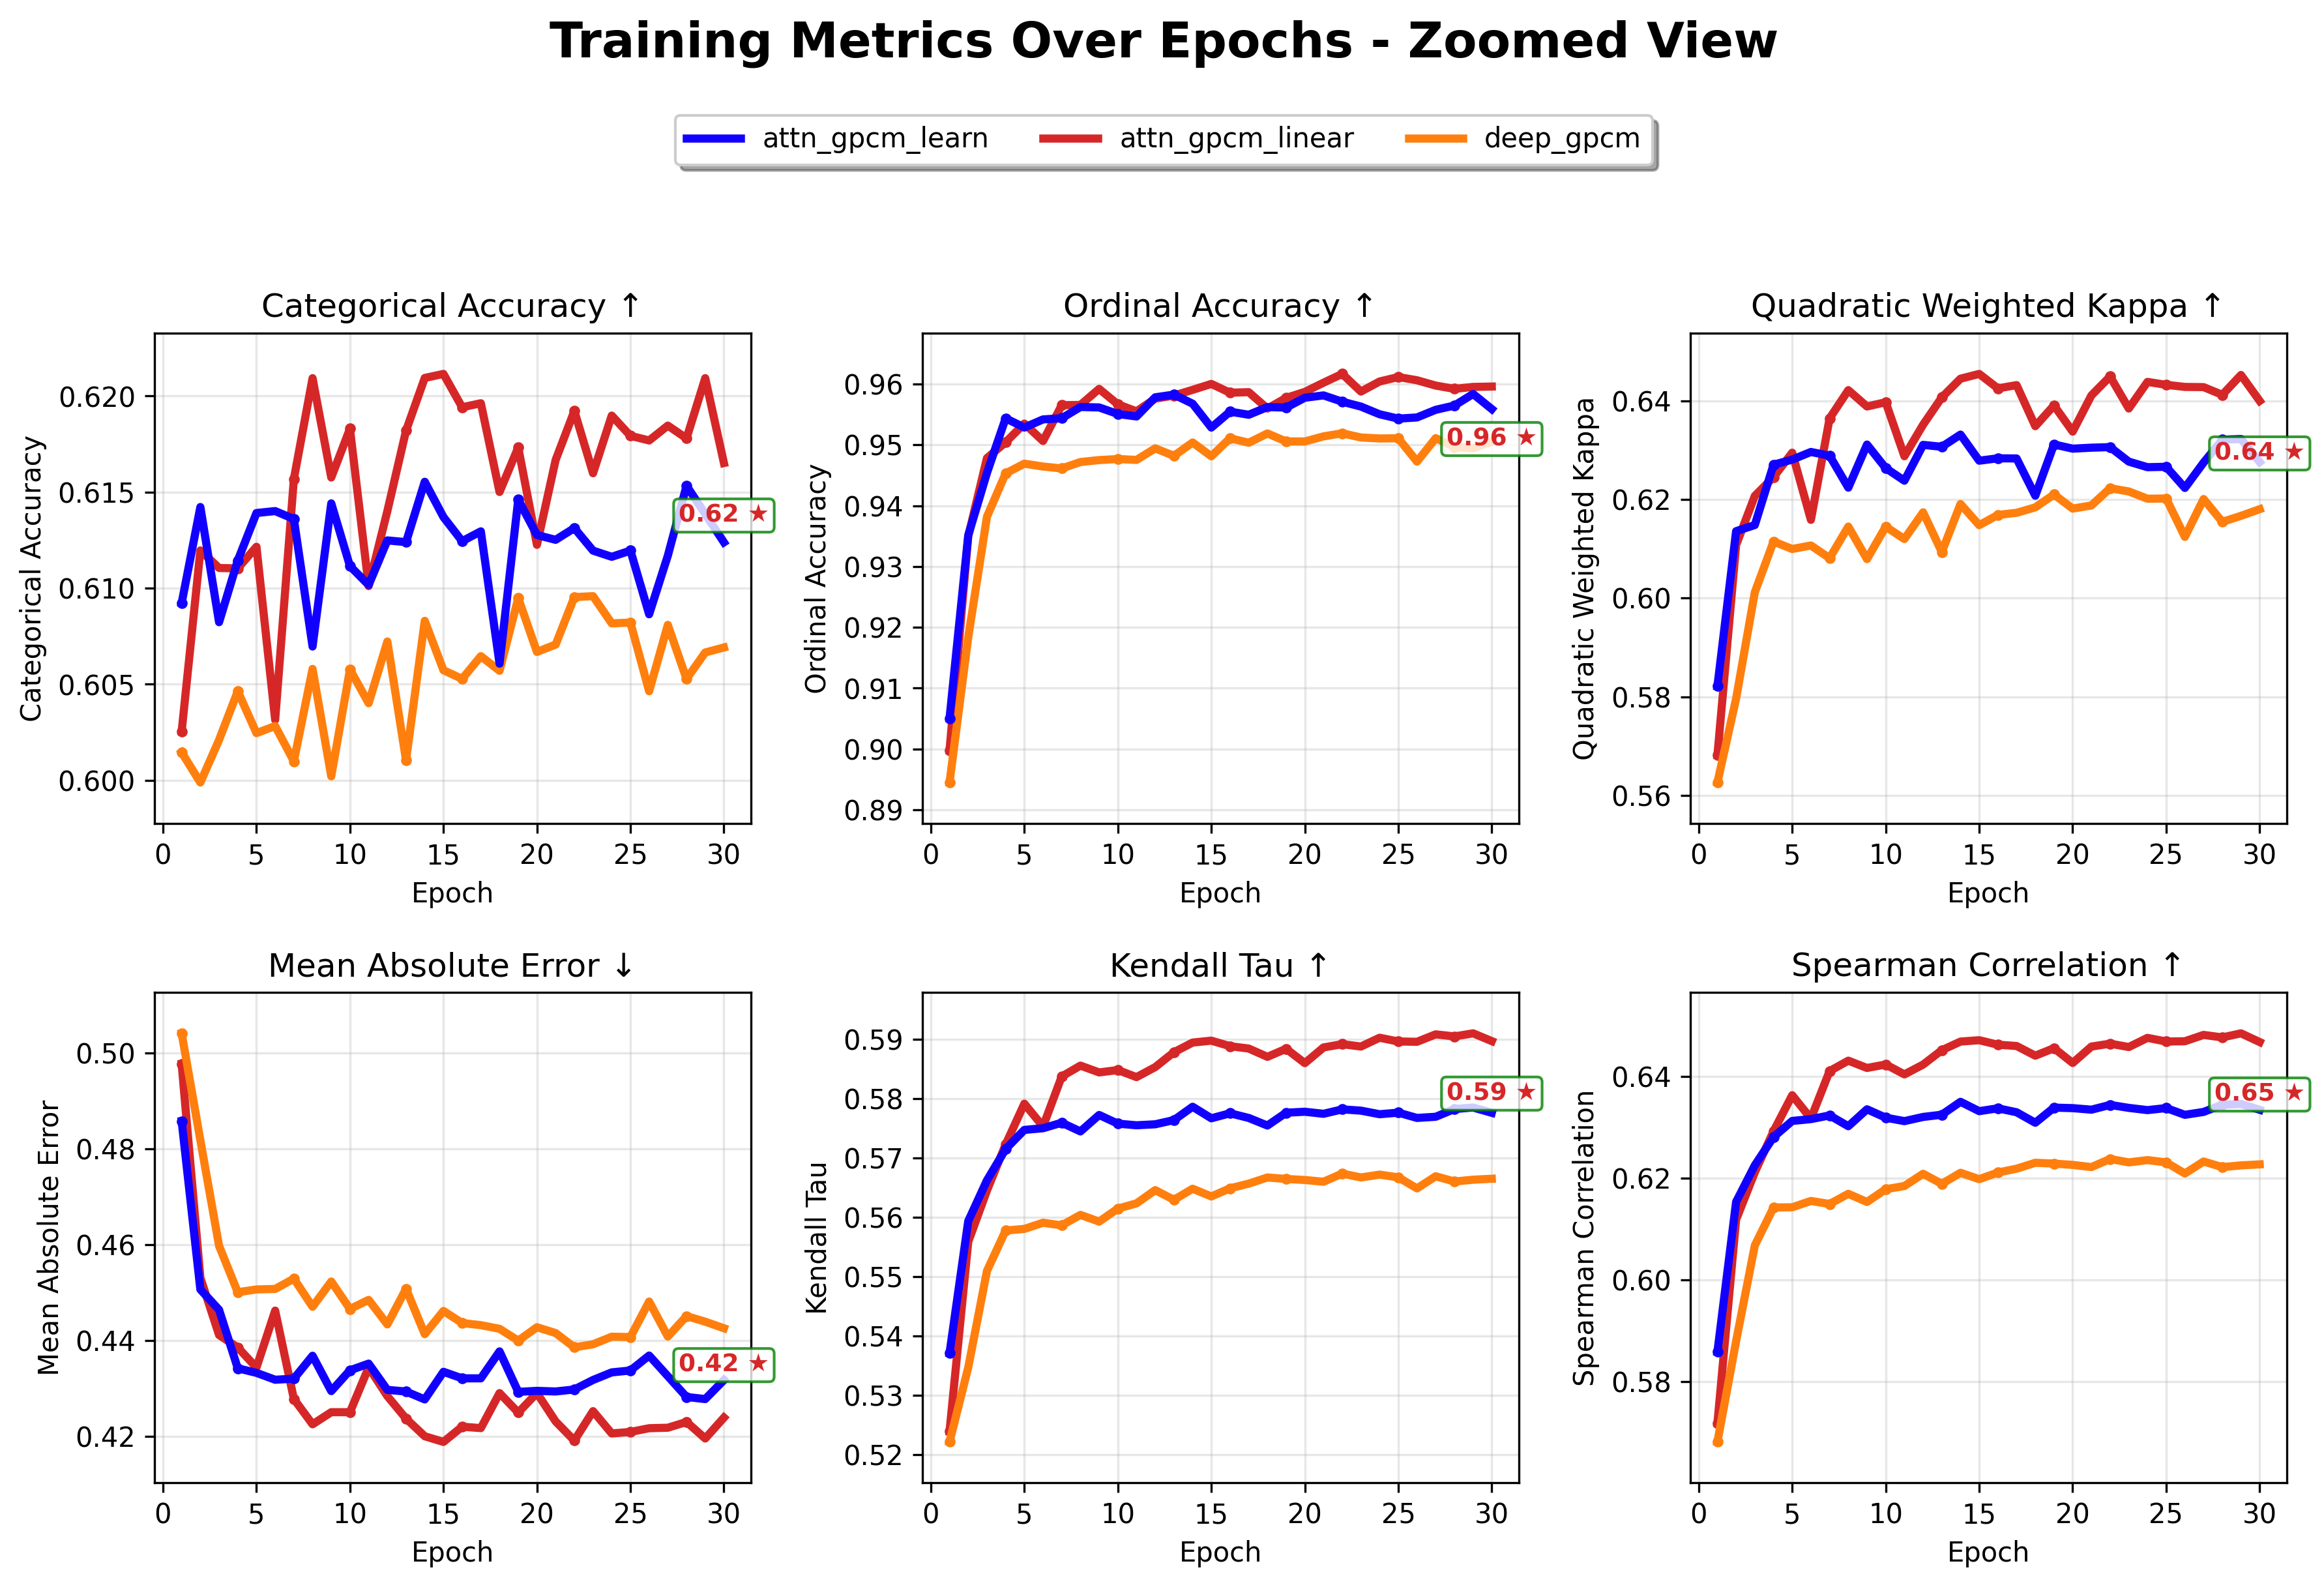 Training Metrics Over Epochs - Zoomed View
attn_gpcm_learn attn_gpcm_linear deep_gpcm
Categorical Accuracy ↑
Categorical Accuracy
0.620
0.615
0.610
0.605
0.600
0.62 ★
0 5 10 15 20 25 30
Epoch
Ordinal Accuracy ↑
Ordinal Accuracy
0.96
0.95
0.94
0.93
0.92
0.91
0.90
0.89
0.96 ★
0 5 10 15 20 25 30
Epoch
Quadratic Weighted Kappa ↑
Quadratic Weighted Kappa
0.64
0.62
0.60
0.58
0.56
0.64 ★
0 5 10 15 20 25 30
Epoch
Mean Absolute Error ↓
Mean Absolute Error
0.50
0.48
0.46
0.44
0.42
0.42 ★
0 5 10 15 20 25 30
Epoch
Kendall Tau ↑
Kendall Tau
0.59
0.58
0.57
0.56
0.55
0.54
0.53
0.52
0.59 ★
0 5 10 15 20 25 30
Epoch
Spearman Correlation ↑
Spearman Correlation
0.64
0.62
0.60
0.58
0.65 ★
0 5 10 15 20 25 30
Epoch